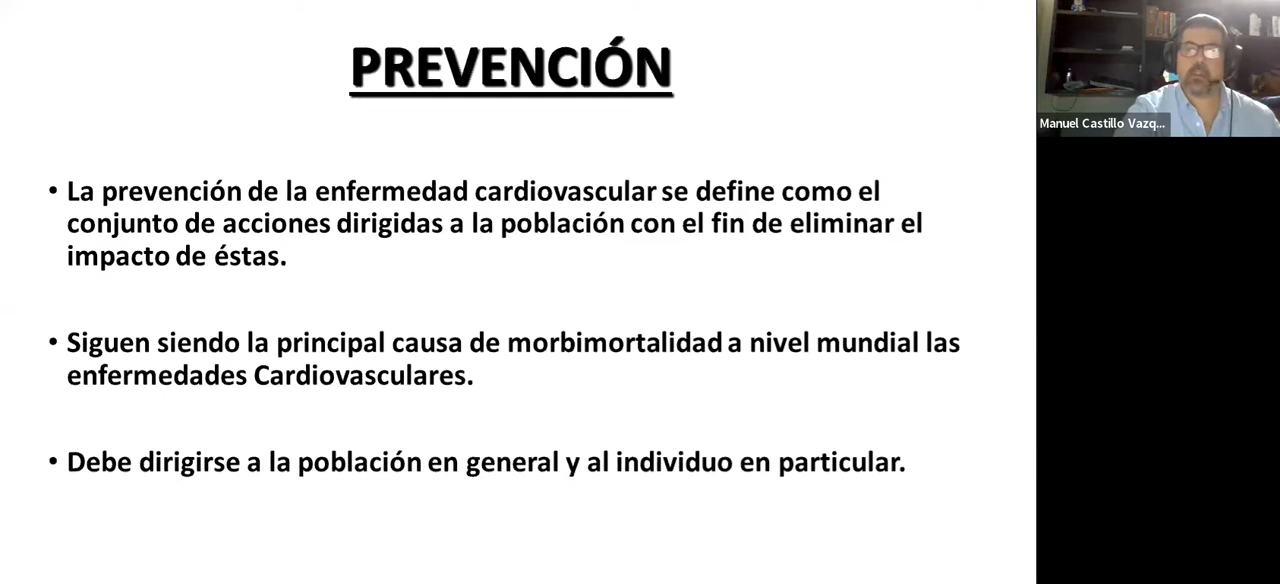 PREVENCIÓN
• La prevención de la enfermedad cardiovascular se define como el
conjunto de acciones dirigidas a la población con el fin de eliminar el
impacto de éstas.
• Siguen siendo la principal causa de morbimortalidad a nivel mundial las
enfermedades Cardiovasculares.
• Debe dirigirse a la población en general y al individuo en particular.
Manuel Castillo Vazq...